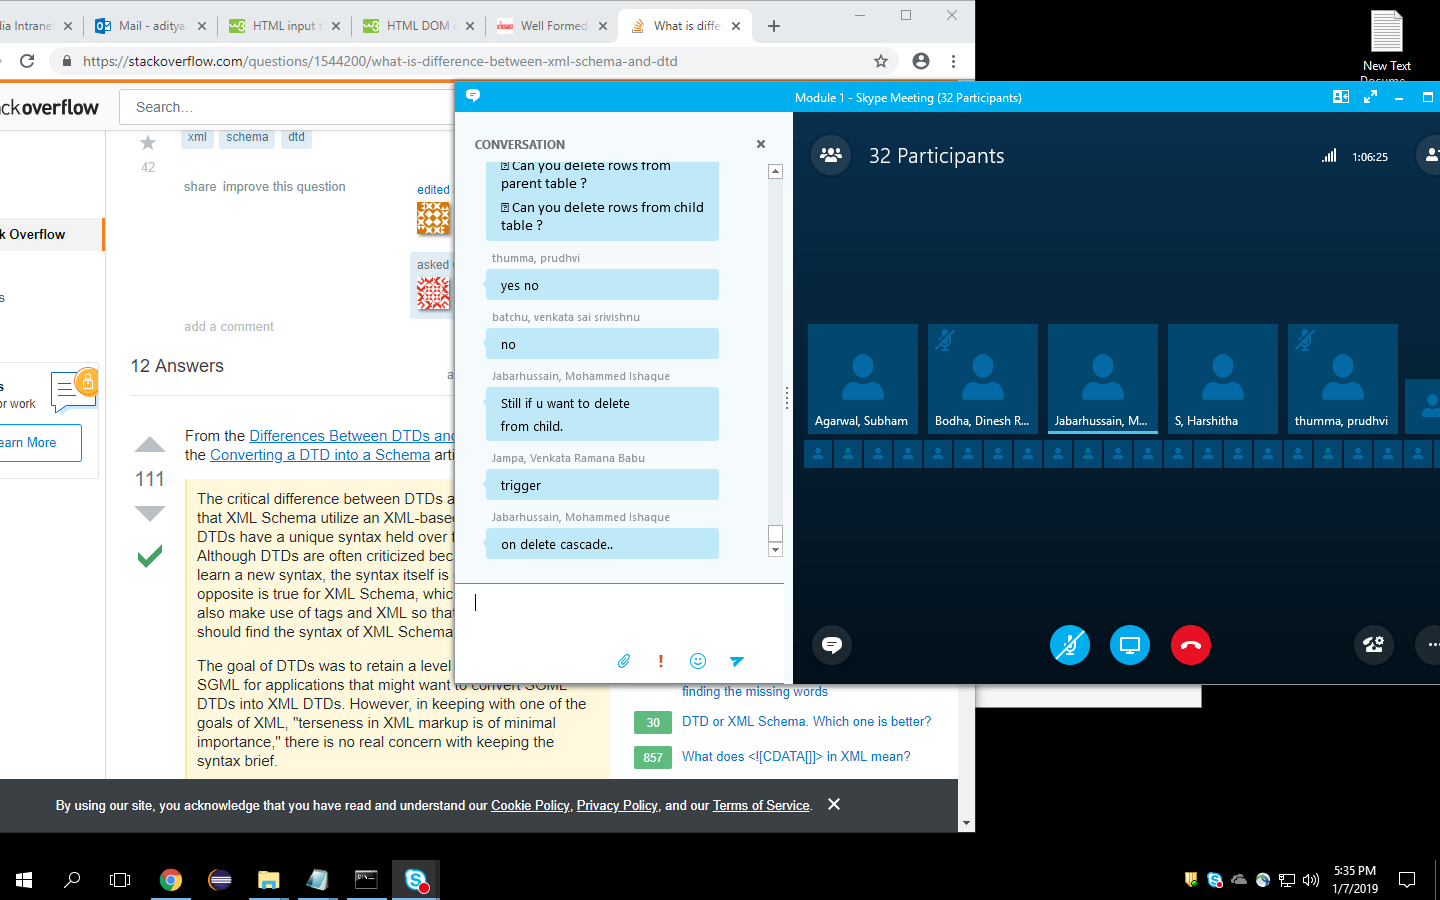 dia Intrane
Mail - aditya.
HTML input t
HTML DOM
Well Formed
What is diffe
https://stackoverflow.com/questions/1544200/what-is-difference-between-xml-schema-and-dtd
New Text
ck overflow
Search...
xml schema dtd
42
share improve this question
edited
asked
k Overflow
s
add a comment
12 Answers
a
s
or work
earn More
From the Differences Between DTDs and
the Converting a DTD into a Schema arti
111
The critical difference between DTDs a
that XML Schema utilize an XML-base
DTDs have a unique syntax held over f
Although DTDs are often criticized bec
learn a new syntax, the syntax itself is
opposite is true for XML Schema, whic
also make use of tags and XML so that
should find the syntax of XML Schema
The goal of DTDs was to retain a level
SGML for applications that might want to convert SGML
DTDs into XML DTDs. However, in keeping with one of the
goals of XML, "terseness in XML markup is of minimal
importance," there is no real concern with keeping the
syntax brief.
finding the missing words
30 DTD or XML Schema. Which one is better?
857 What does <![CDATA[]]> in XML mean?
By using our site, you acknowledge that you have read and understand our Cookie Policy, Privacy Policy, and our Terms of Service.
Module 1 - Skype Meeting (32 Participants)
CONVERSATION
Can you delete rows from
parent table ?
Can you delete rows from child
table ?
thumma, prudhvi
yes no
batchu, venkata sai srivishnu
no
Jabarhussain, Mohammed Ishaque
Still if u want to delete
from child.
Jampa, Venkata Ramana Babu
trigger
Jabarhussain, Mohammed Ishaque
on delete cascade..
32 Participants
1:06:25
Agarwal, Subham
Bodha, Dinesh R...
Jabarhussain, M...
S, Harshitha
thumma, prudhvi
5:35 PM
1/7/2019